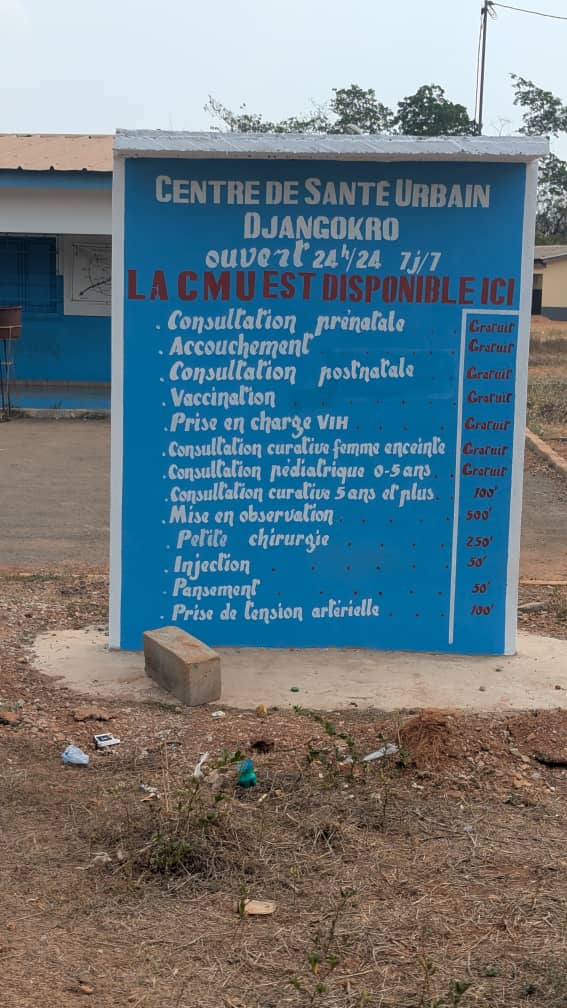 CENTRE DE SANTÉ URBAIN
DJANGOKRO
ouvert 24h/24 7j/7
LA CMU EST DISPONIBLE ICI
. Consultation prénatale . . . Gratuit
. Accouchement . . . . Gratuit
. Consultation postnatale . . Gratuit
. Vaccination . . . . . Gratuit
. Prise en charge VIH . . . . Gratuit
. Consultation curative femme enceinte Gratuit
. Consultation pédiatrique 0-5 ans . Gratuit
. Consultation curative 5 ans et plus . 100f
. Mise en observation . . . . . 500f
. Petite chirurgie . . . . . 250f
. Injection . . . . . . 50f
. Pansement . . . . . . 50f
. Prise de tension artérielle . . . 100f